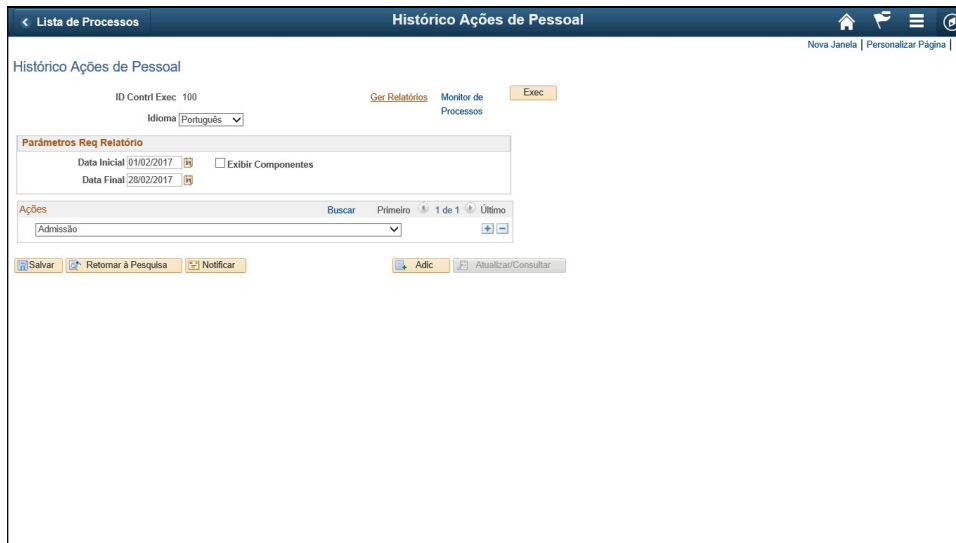 Lista de Processos
Histórico Ações de Pessoal
Nova Janela | Personalizar Página |
Histórico Ações de Pessoal
ID Contrl Exec 100 Ger Relatórios Monitor de Processos Exec
Idioma Português
Parâmetros Req Relatório
Data Inicial 01/02/2017 Exibir Componentes
Data Final 28/02/2017
Ações Buscar Primeiro 1 de 1 Último
Admissão
Salvar Retornar à Pesquisa Notificar Adic Atualizar/Consultar